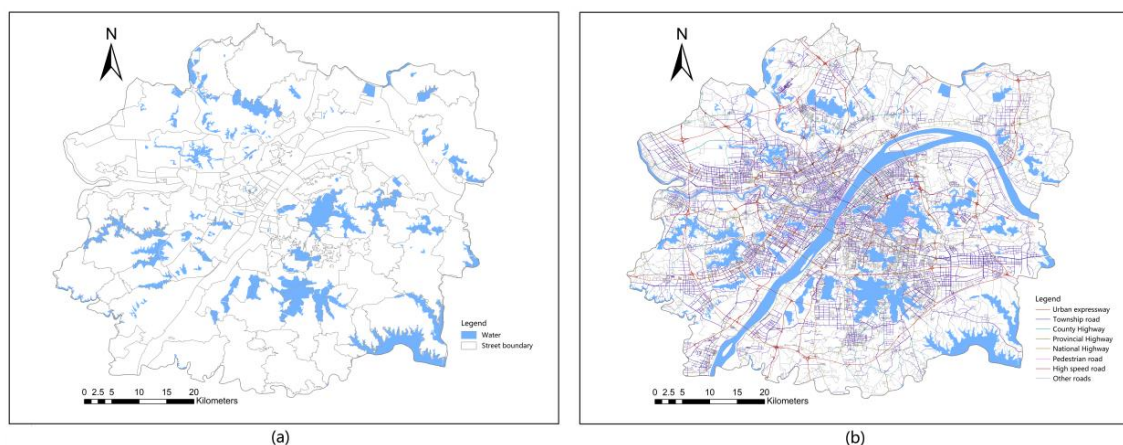 N
Legend
Water
Street boundary
0 2.5 5 10 15 20
Kilometers
(a)
N
Legend
Urban expressway
Township road
County Highway
Provincial Highway
National Highway
Pedestrian road
High speed road
Other roads
0 2.5 5 10 15 20
Kilometers
(b)